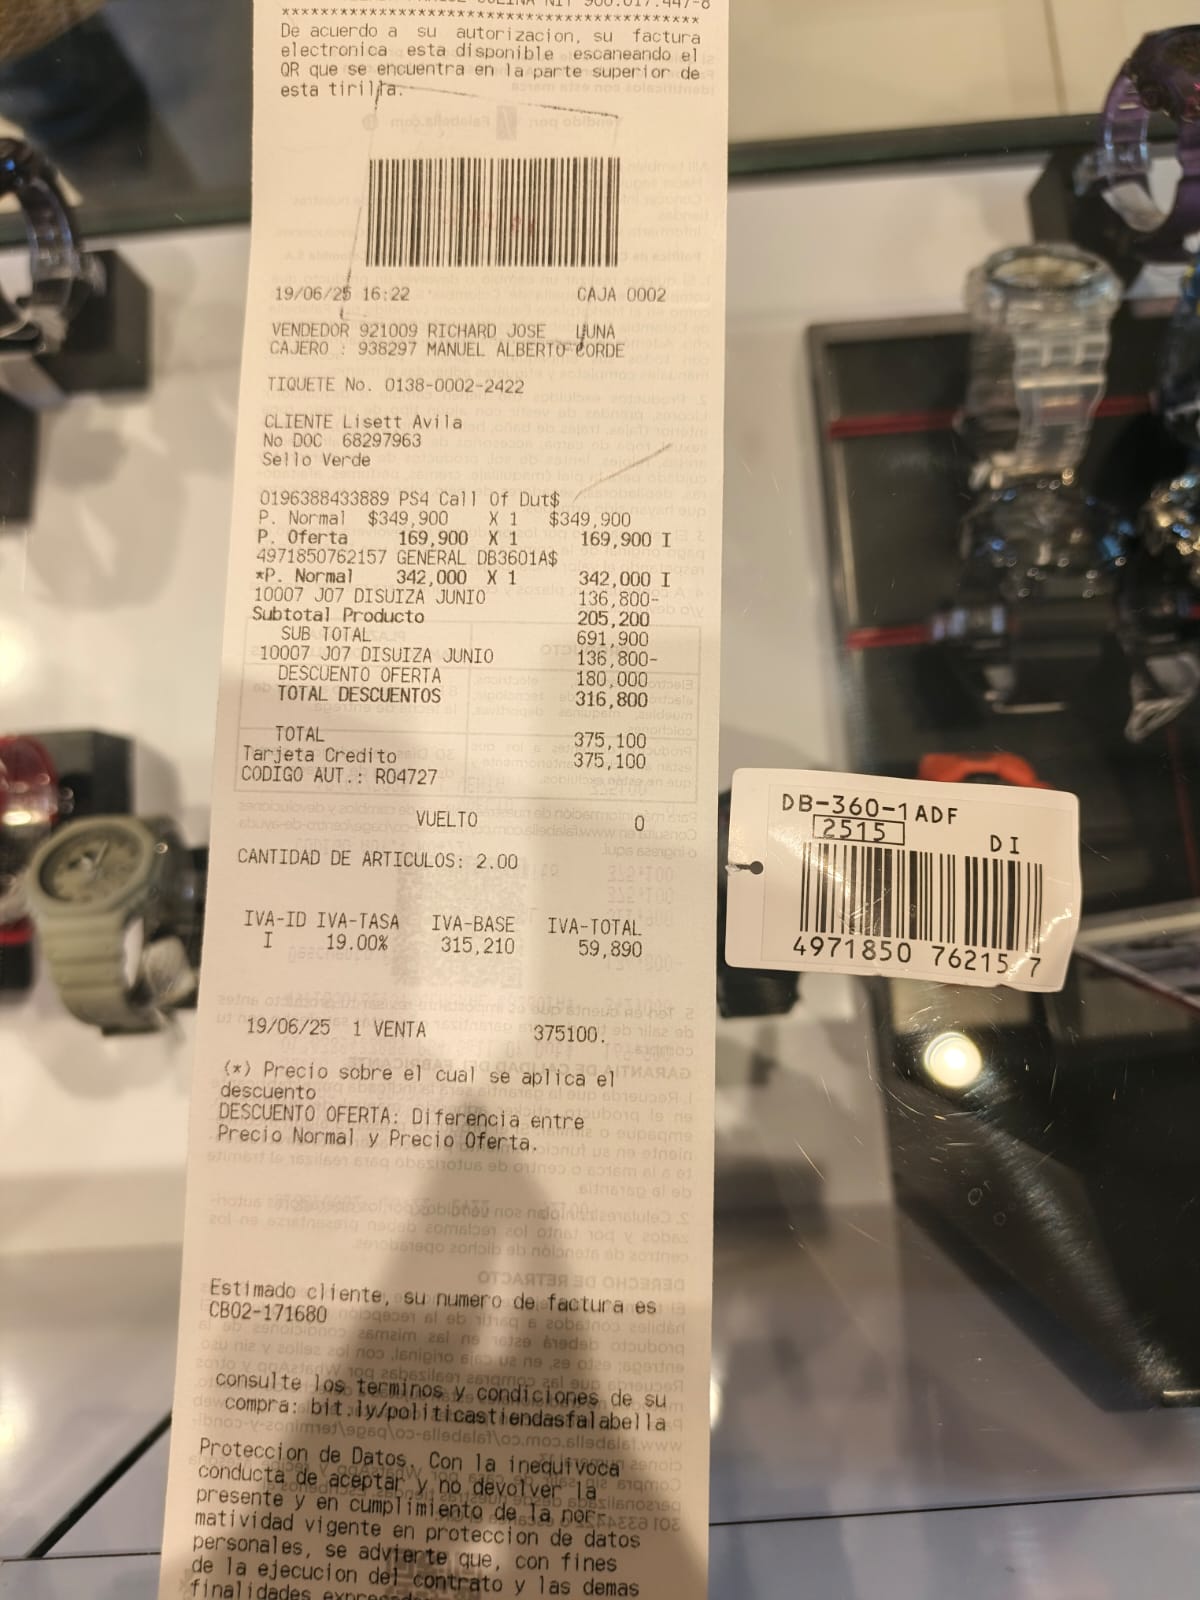 NIT 900.017.447-8
******************************************
De acuerdo a su autorizacion, su factura
electronica esta disponible escaneando el
QR que se encuentra en la parte superior de
esta tirilla.
19/06/25 16:22 CAJA 0002
VENDEDOR 921009 RICHARD JOSE LUNA
CAJERO : 938297 MANUEL ALBERTO CORDE
TIQUETE No. 0138-0002-2422
CLIENTE Lisett Avila
No DOC 68297963
Sello Verde
0196388433889 PS4 Call Of Dut$
P. Normal $349,900 X 1 $349,900
P. Oferta 169,900 X 1 169,900 I
4971850762157 GENERAL DB3601A$
*P. Normal 342,000 X 1 342,000 I
10007 J07 DISUIZA JUNIO 136,800-
Subtotal Producto 205,200
SUB TOTAL 691,900
10007 J07 DISUIZA JUNIO 136,800-
DESCUENTO OFERTA 180,000
TOTAL DESCUENTOS 316,800
TOTAL 375,100
Tarjeta Credito 375,100
CODIGO AUT.: R04727
VUELTO 0
CANTIDAD DE ARTICULOS: 2.00
IVA-ID IVA-TASA IVA-BASE IVA-TOTAL
I 19.00% 315,210 59,890
19/06/25 1 VENTA 375100.
(*) Precio sobre el cual se aplica el
descuento
DESCUENTO OFERTA: Diferencia entre
Precio Normal y Precio Oferta.
Estimado cliente, su numero de factura es
CB02-171680
consulte los terminos y condiciones de su
compra: bit.ly/politicastiendasfalabella
Proteccion de Datos. Con la inequivoca
conducta de aceptar y no devolver la
presente y en cumplimiento de la nor-
matividad vigente en proteccion de datos
personales, se advierte que, con fines
de la ejecucion del contrato y las demas
finalidades
DB-360-1ADF
2515 DI
4971850 76215 7